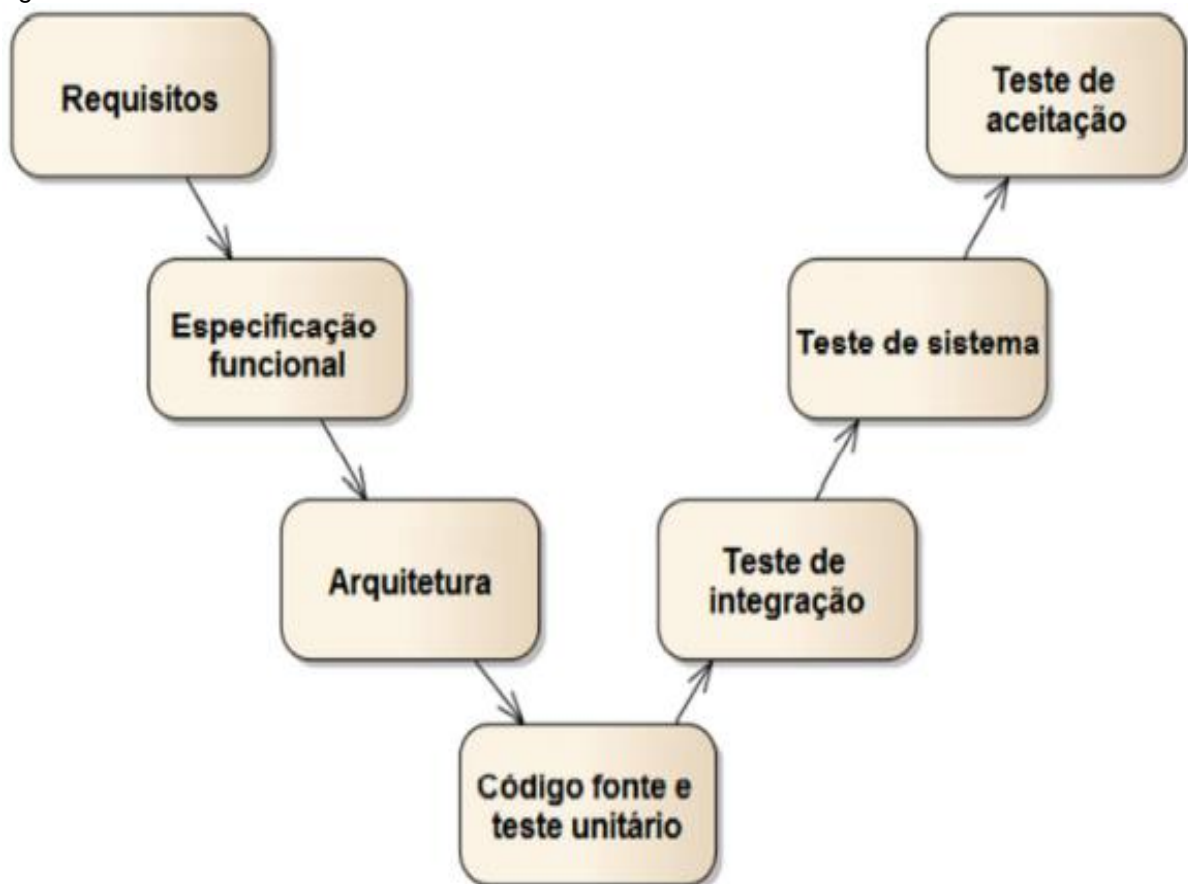 Requisitos
Teste de
aceitação
Especificação
funcional
Teste de sistema
Arquitetura
Teste de
integração
Código fonte e
teste unitário